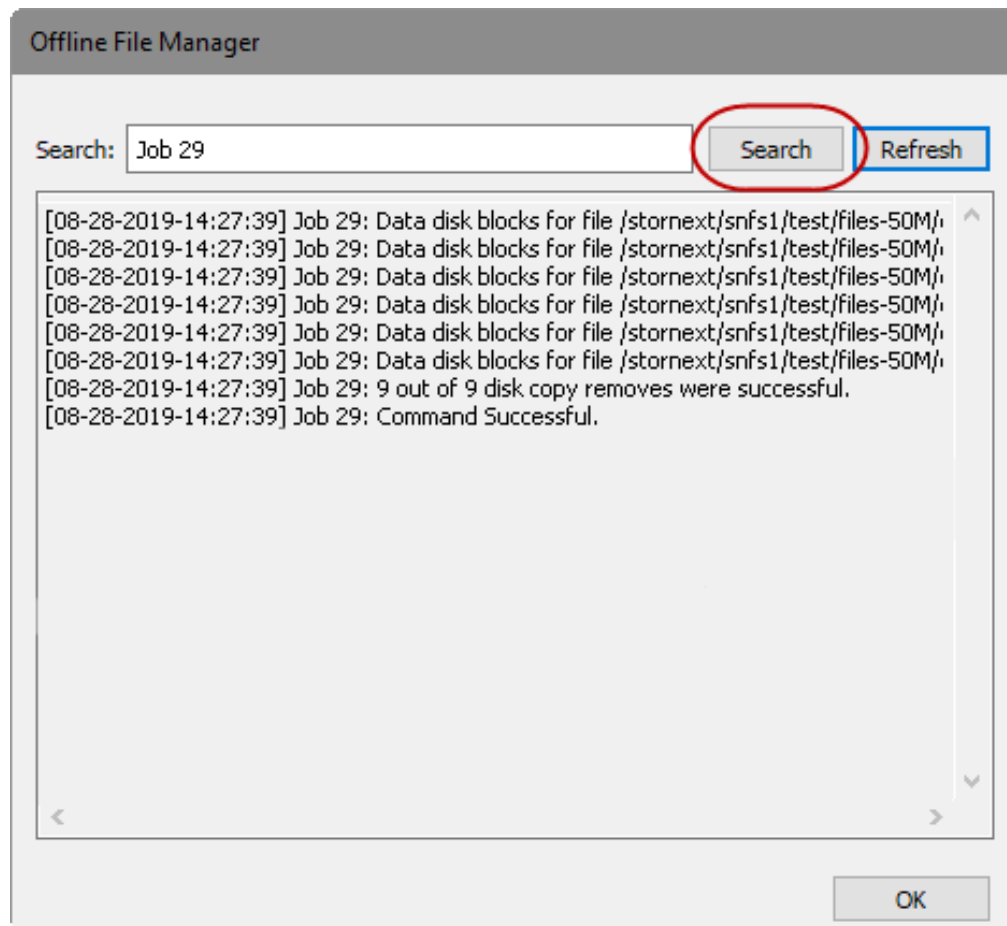 Offline File Manager
Search: Job 29 Search Refresh
[08-28-2019-14:27:39] Job 29: Data disk blocks for file /stornext/snfs1/test/files-50M/
[08-28-2019-14:27:39] Job 29: Data disk blocks for file /stornext/snfs1/test/files-50M/
[08-28-2019-14:27:39] Job 29: Data disk blocks for file /stornext/snfs1/test/files-50M/
[08-28-2019-14:27:39] Job 29: Data disk blocks for file /stornext/snfs1/test/files-50M/
[08-28-2019-14:27:39] Job 29: Data disk blocks for file /stornext/snfs1/test/files-50M/
[08-28-2019-14:27:39] Job 29: Data disk blocks for file /stornext/snfs1/test/files-50M/
[08-28-2019-14:27:39] Job 29: 9 out of 9 disk copy removes were successful.
[08-28-2019-14:27:39] Job 29: Command Successful.
OK